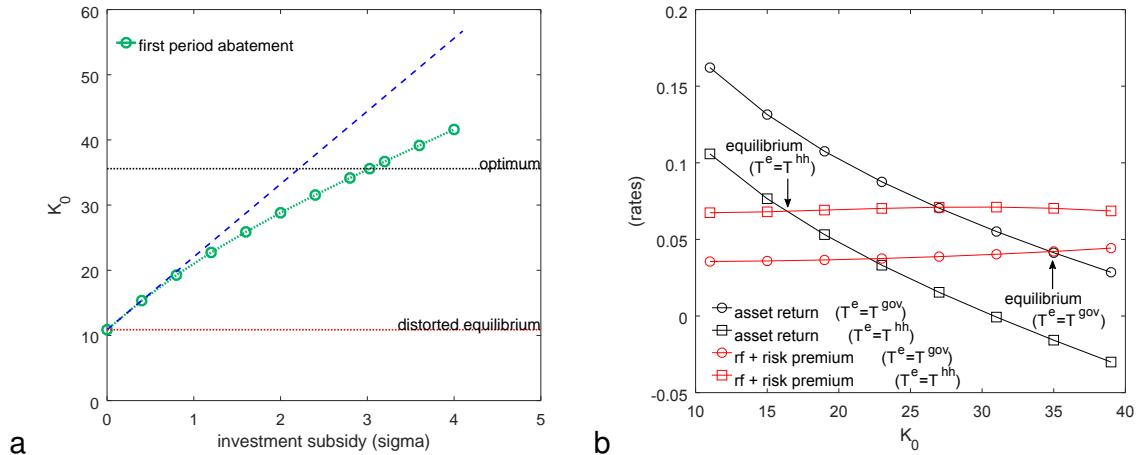 60
50
40
30
20
10
0
K0
first period abatement
optimum
distorted equilibrium
0 1 2 3 4 5
investment subsidy (sigma)
a
0.2
0.15
0.1
0.05
0
-0.05
(rates)
equilibrium
(T^e=T^hh)
equilibrium
(T^e=T^gov)
asset return (T^e=T^gov)
asset return (T^e=T^hh)
rf + risk premium (T^e=T^gov)
rf + risk premium (T^e=T^hh)
10 15 20 25 30 35 40
K0
b